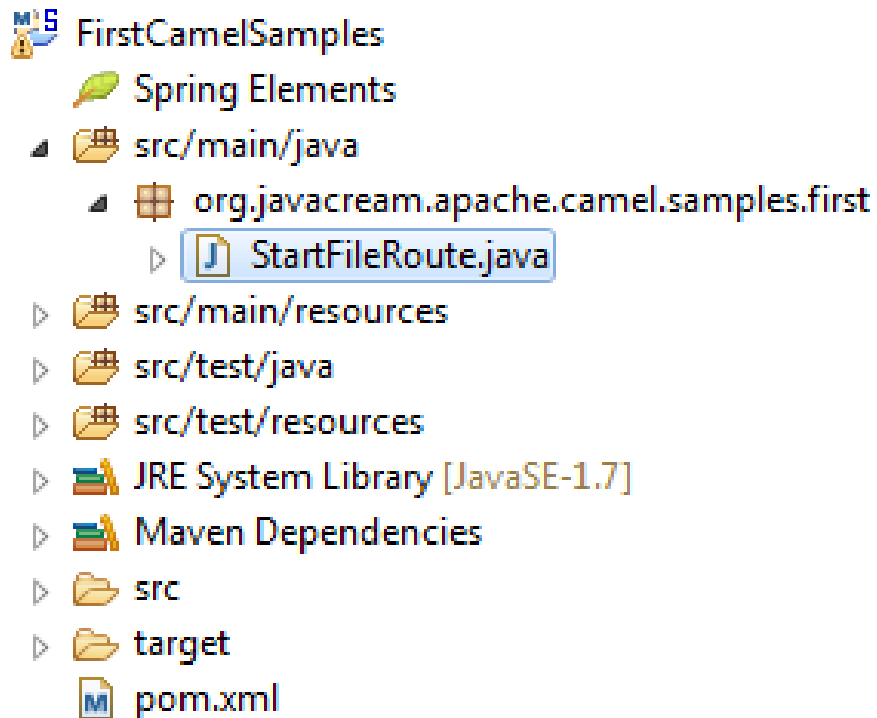 FirstCamelSamples
Spring Elements
src/main/java
org.javacream.apache.camel.samples.first
StartFileRoute.java
src/main/resources
src/test/java
src/test/resources
JRE System Library [JavaSE-1.7]
Maven Dependencies
src
target
pom.xml